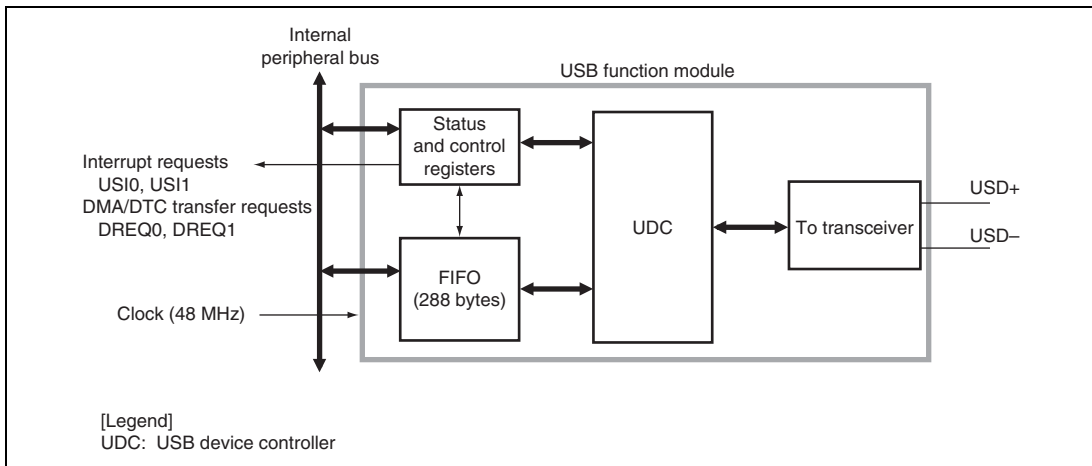 Internal
peripheral bus
USB function module
Status
and control
registers
Interrupt requests
USI0, USI1
DMA/DTC transfer requests
DREQ0, DREQ1
UDC
To transceiver
USD+
USD–
FIFO
(288 bytes)
Clock (48 MHz)
[Legend]
UDC: USB device controller